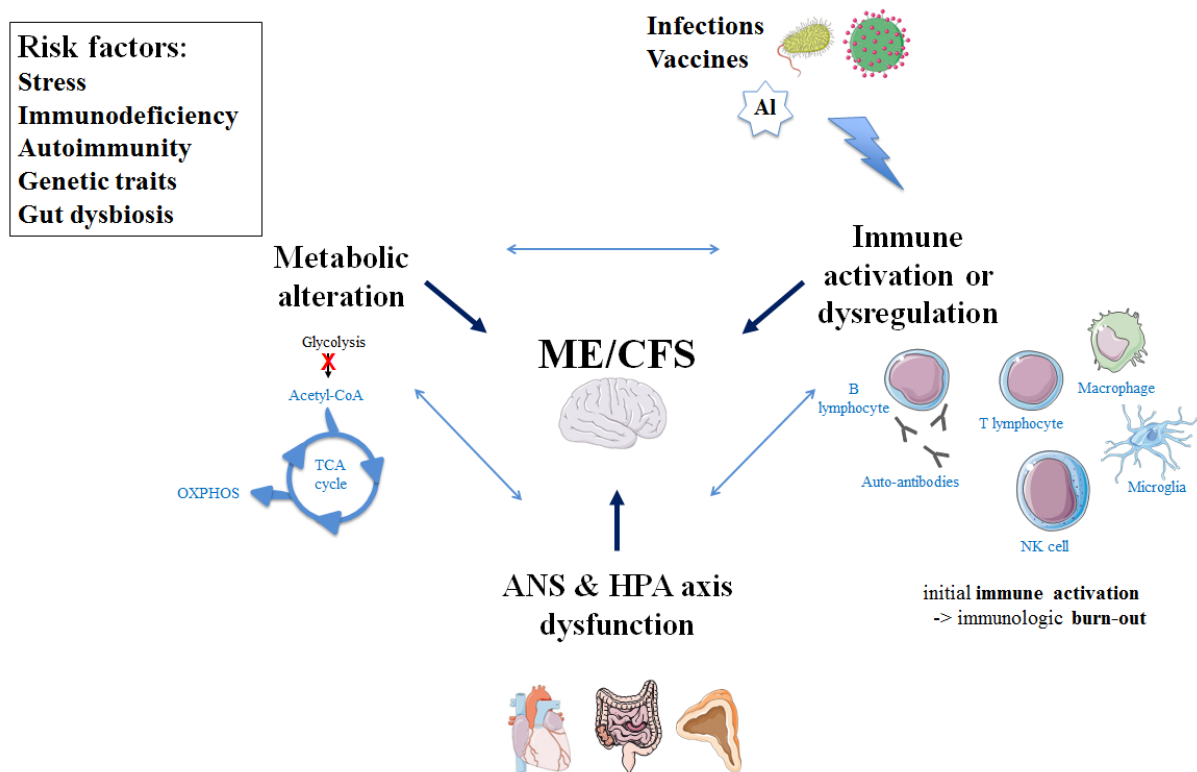 Risk factors:
Stress
Immunodeficiency
Autoimmunity
Genetic traits
Gut dysbiosis
Infections
Vaccines
Al
Metabolic
alteration
Immune
activation or
dysregulation
ME/CFS
Glycolysis
X
Acetyl-CoA
TCA
cycle
OXPHOS
B
lymphocyte
Auto-antibodies
T lymphocyte
Macrophage
Microglia
NK cell
initial immune activation
-> immunologic burn-out
ANS & HPA axis
dysfunction